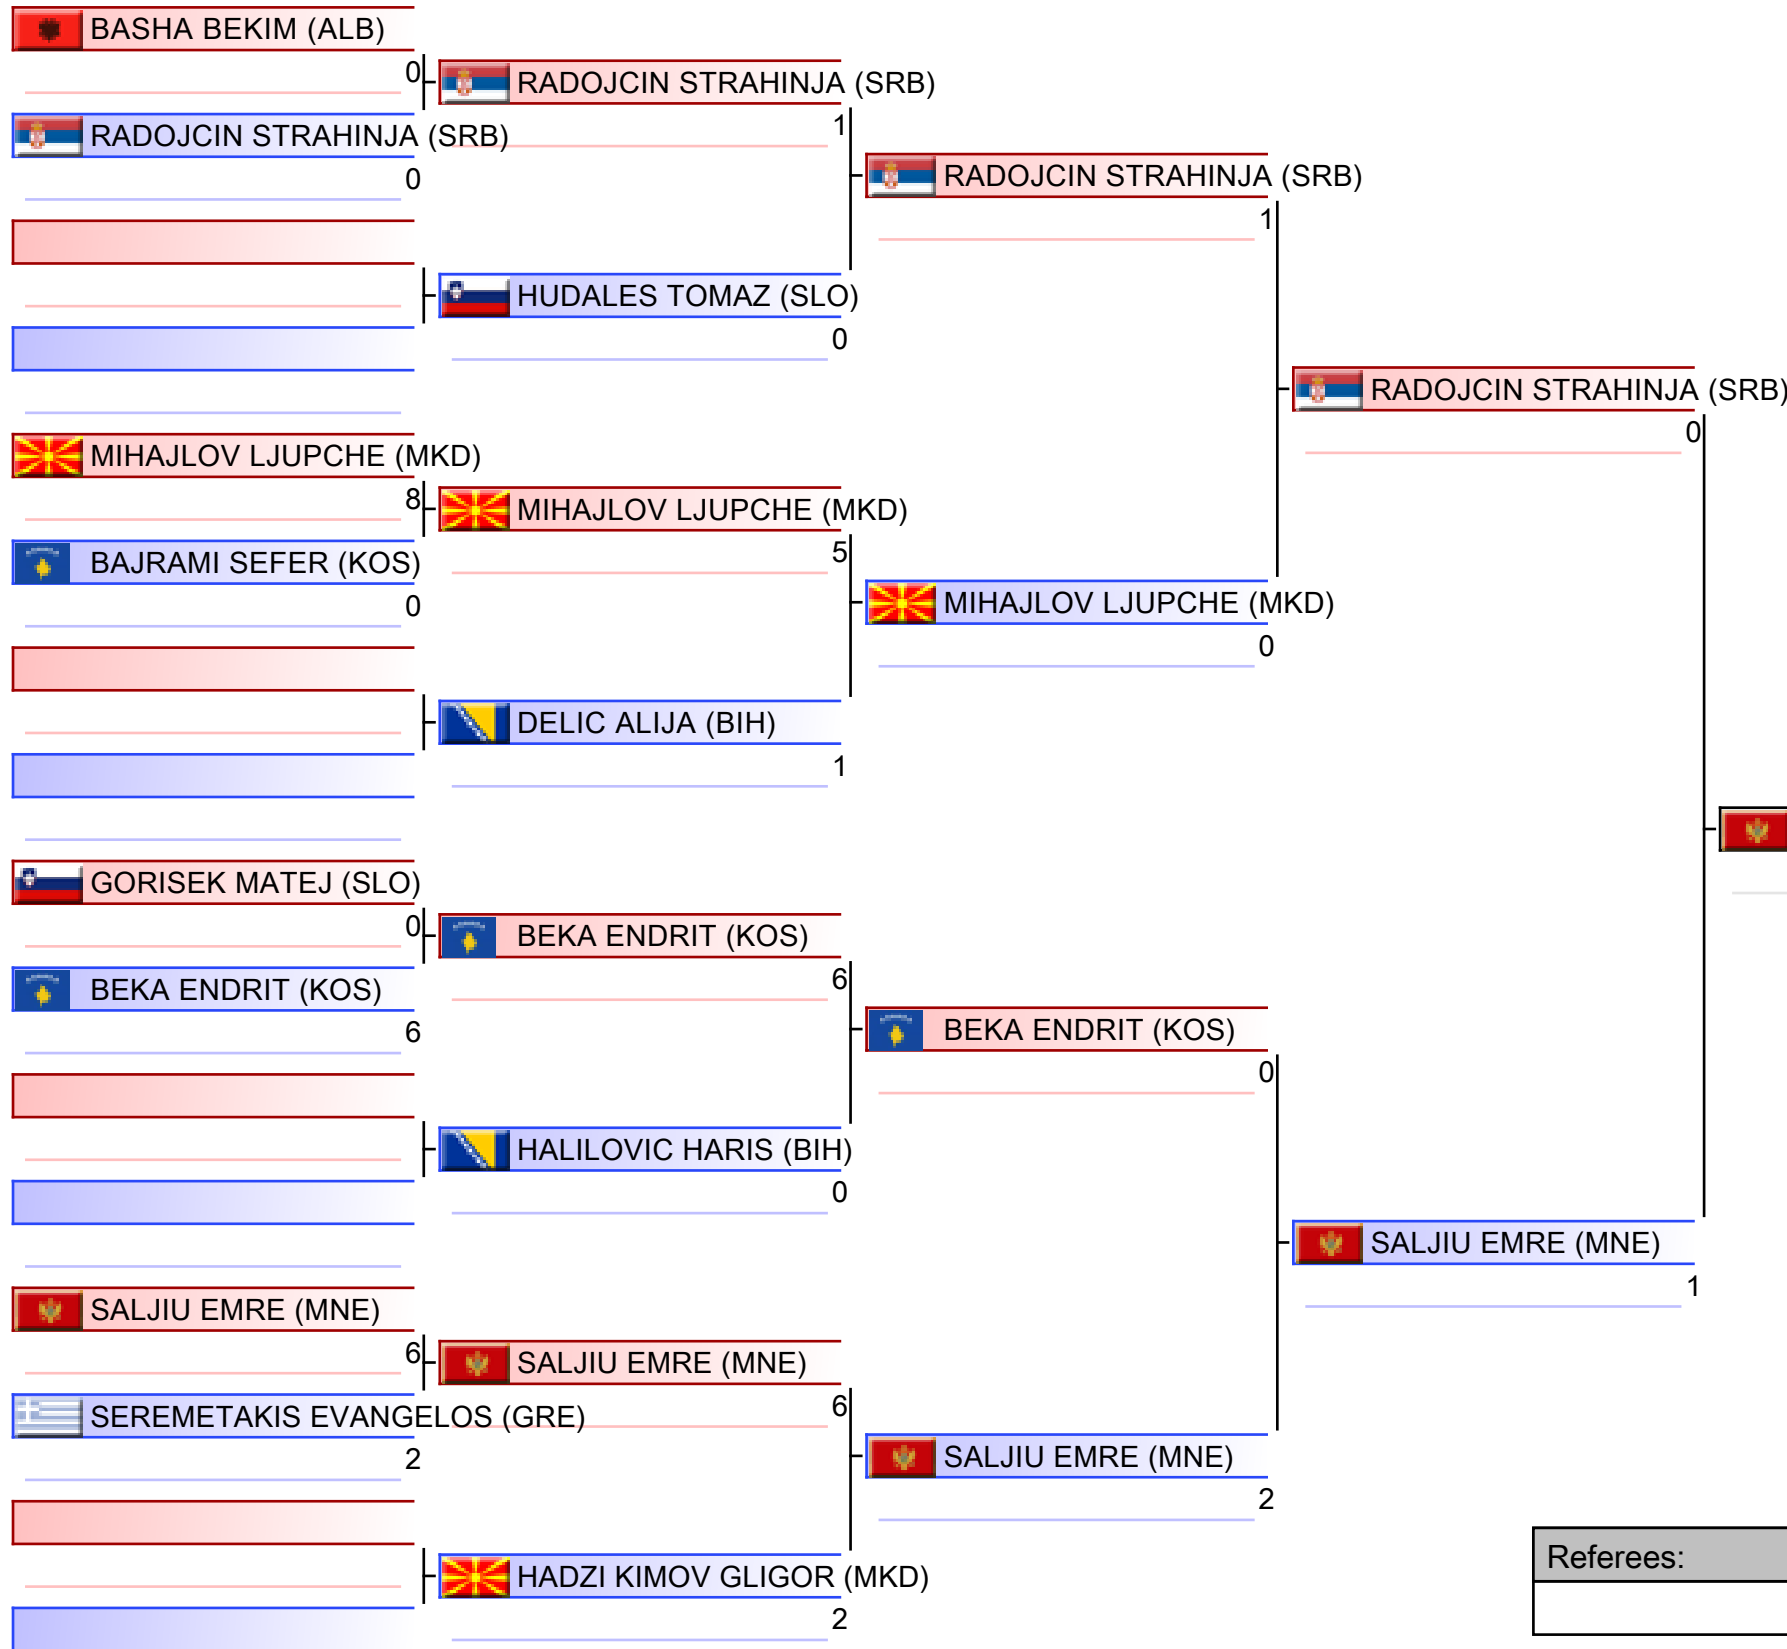 BASHA BEKIM (ALB)
0
RADOJCIN STRAHINJA (SRB)
0
MIHAJLOV LJUPCHE (MKD)
8
BAJRAMI SEFER (KOS)
0
GORISEK MATEJ (SLO)
0
BEKA ENDRIT (KOS)
6
SALJIU EMRE (MNE)
6
SEREMETAKIS EVANGELOS (GRE)
2
RADOJCIN STRAHINJA (SRB)
1
HUDALES TOMAZ (SLO)
0
MIHAJLOV LJUPCHE (MKD)
5
DELIC ALIJA (BIH)
1
BEKA ENDRIT (KOS)
6
HALILOVIC HARIS (BIH)
0
SALJIU EMRE (MNE)
6
HADZI KIMOV GLIGOR (MKD)
2
RADOJCIN STRAHINJA (SRB)
1
MIHAJLOV LJUPCHE (MKD)
0
BEKA ENDRIT (KOS)
0
SALJIU EMRE (MNE)
2
RADOJCIN STRAHINJA (SRB)
0
SALJIU EMRE (MNE)
1
Referees: